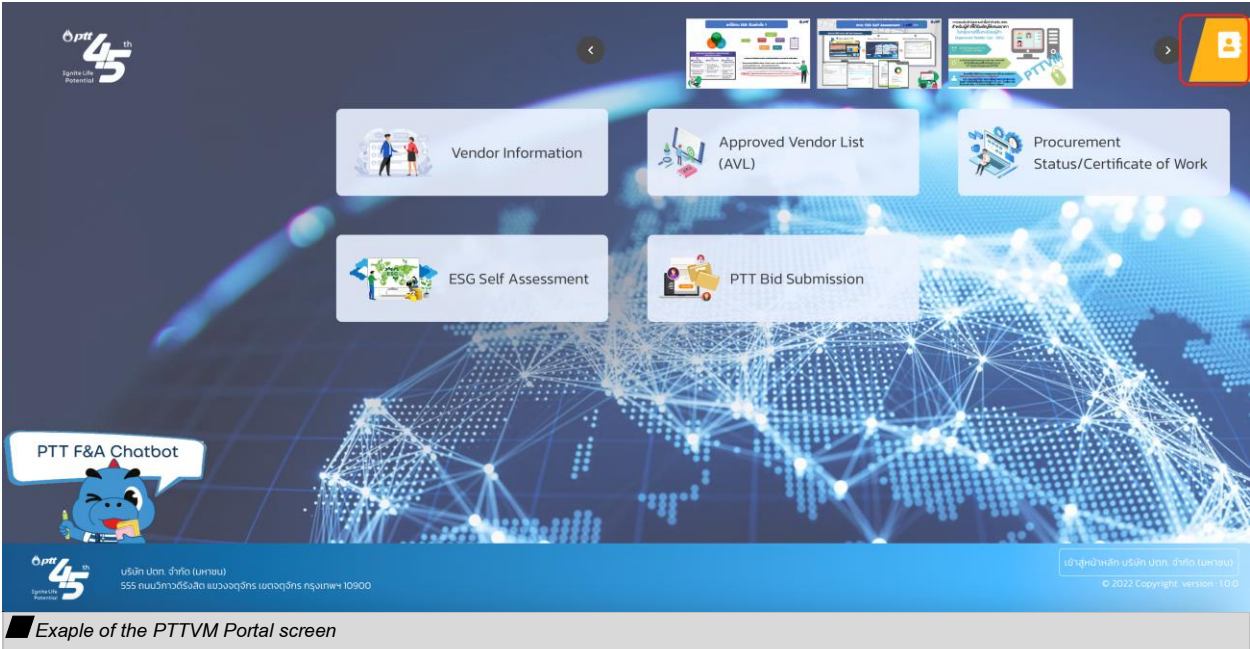 ptt
45th
Ignite Life
Potential
PTTVM
Vendor Information
Approved Vendor List
(AVL)
Procurement
Status/Certificate of Work
ESG Self Assessment
PTT Bid Submission
PTT F&A Chatbot
ptt
45th
Ignite Life
Potential
บริษัท ปตท. จำกัด (มหาชน)
555 ถนนวิภาวดีรังสิต แขวงจตุจักร เขตจตุจักร กรุงเทพฯ 10900
เข้าสู่หน้าหลัก บริษัท ปตท. จำกัด (มหาชน)
© 2022 Copyright. version : 1.0.0
Exaple of the PTTVM Portal screen